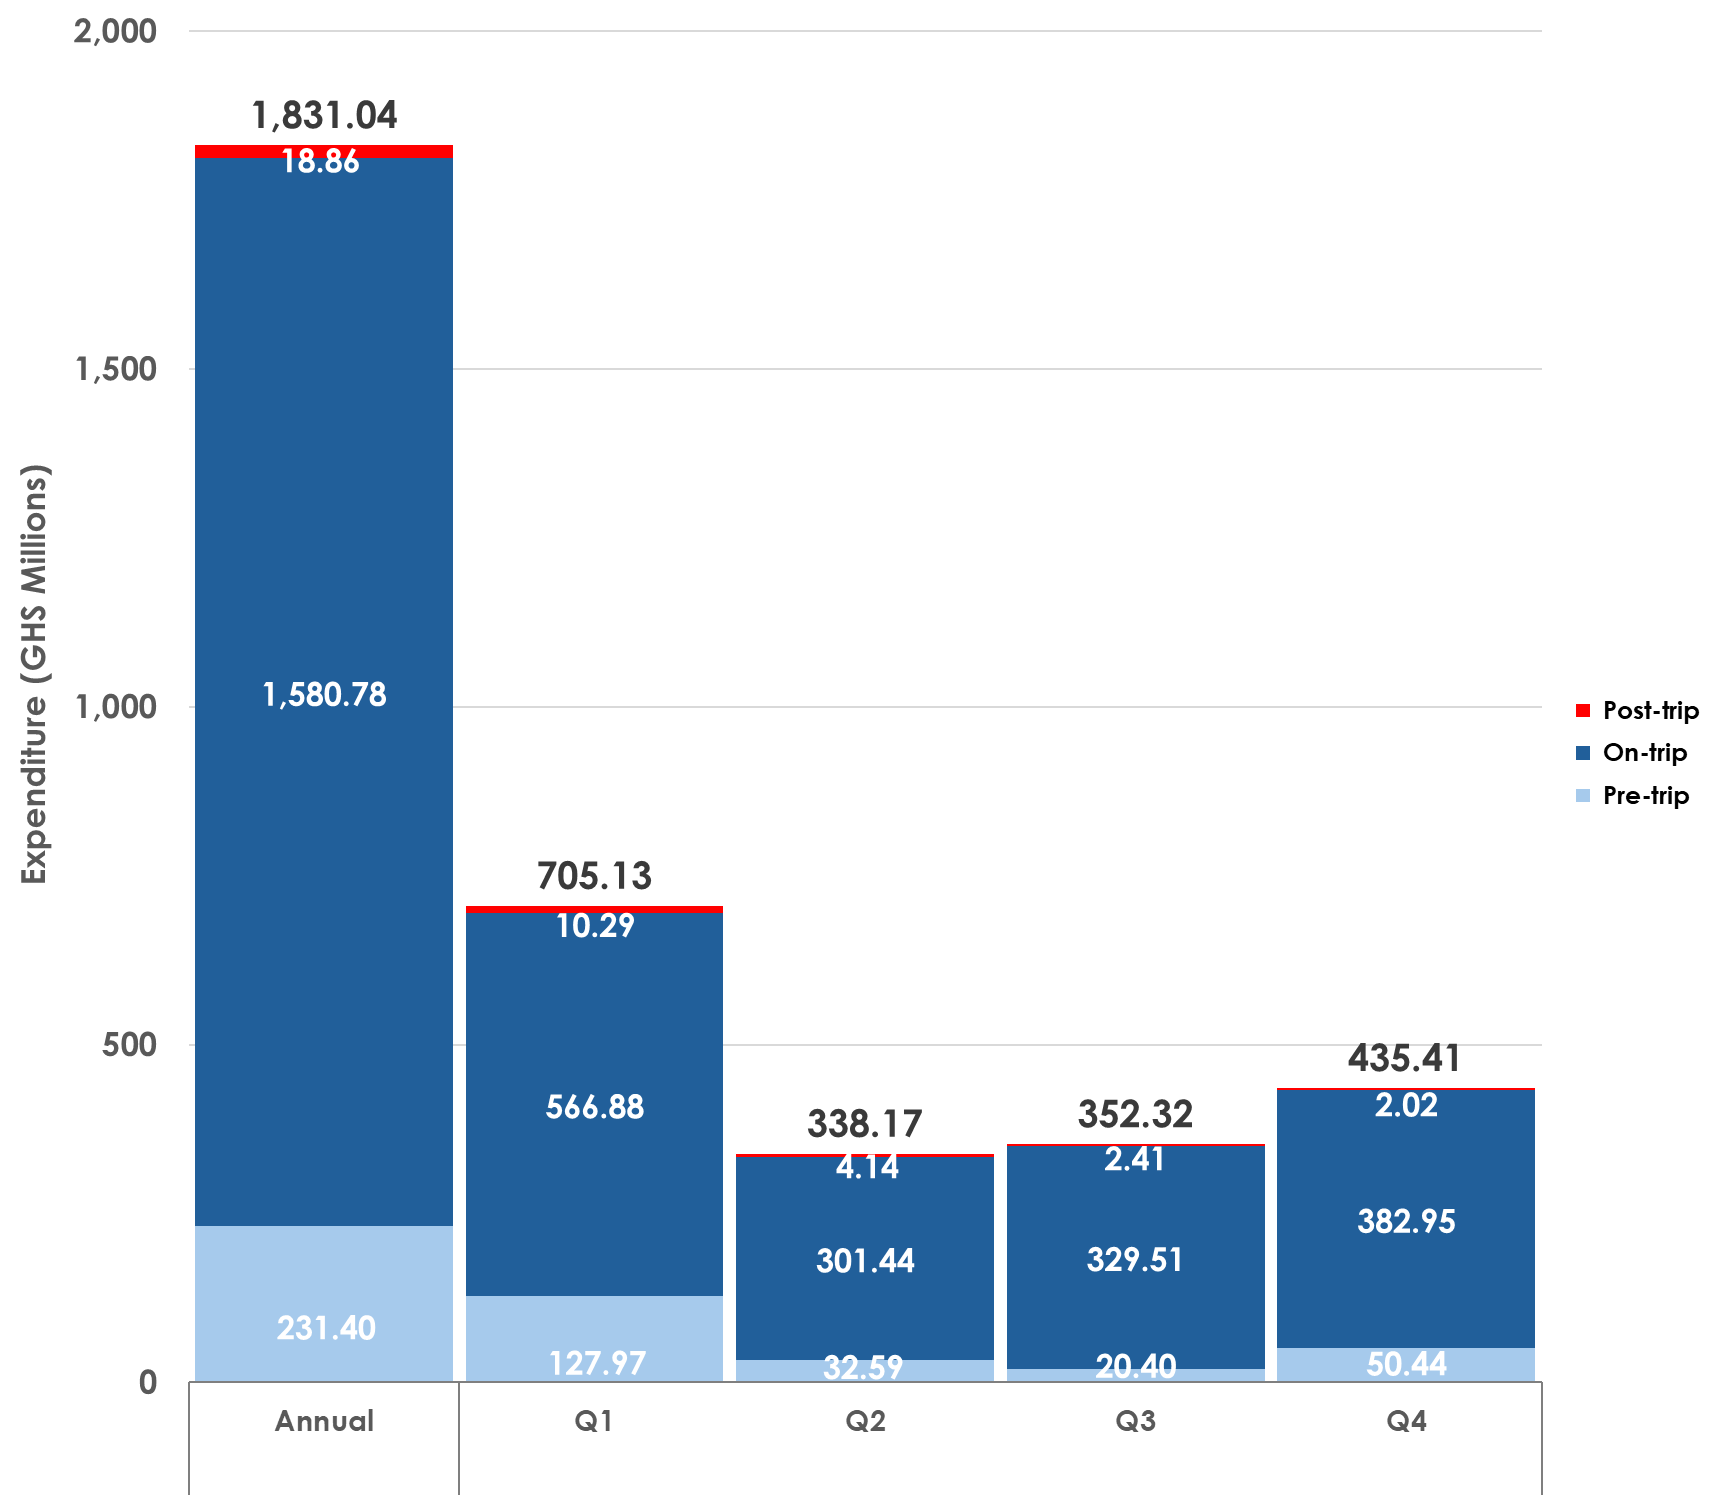 2,000
1,500
1,000
500
0
Expenditure (GHS Millions)
1,831.04
18.86
1,580.78
231.40
705.13
10.29
566.88
127.97
338.17
4.14
301.44
32.59
352.32
2.41
329.51
20.40
435.41
2.02
382.95
50.44
Annual
Q1
Q2
Q3
Q4
Post-trip
On-trip
Pre-trip